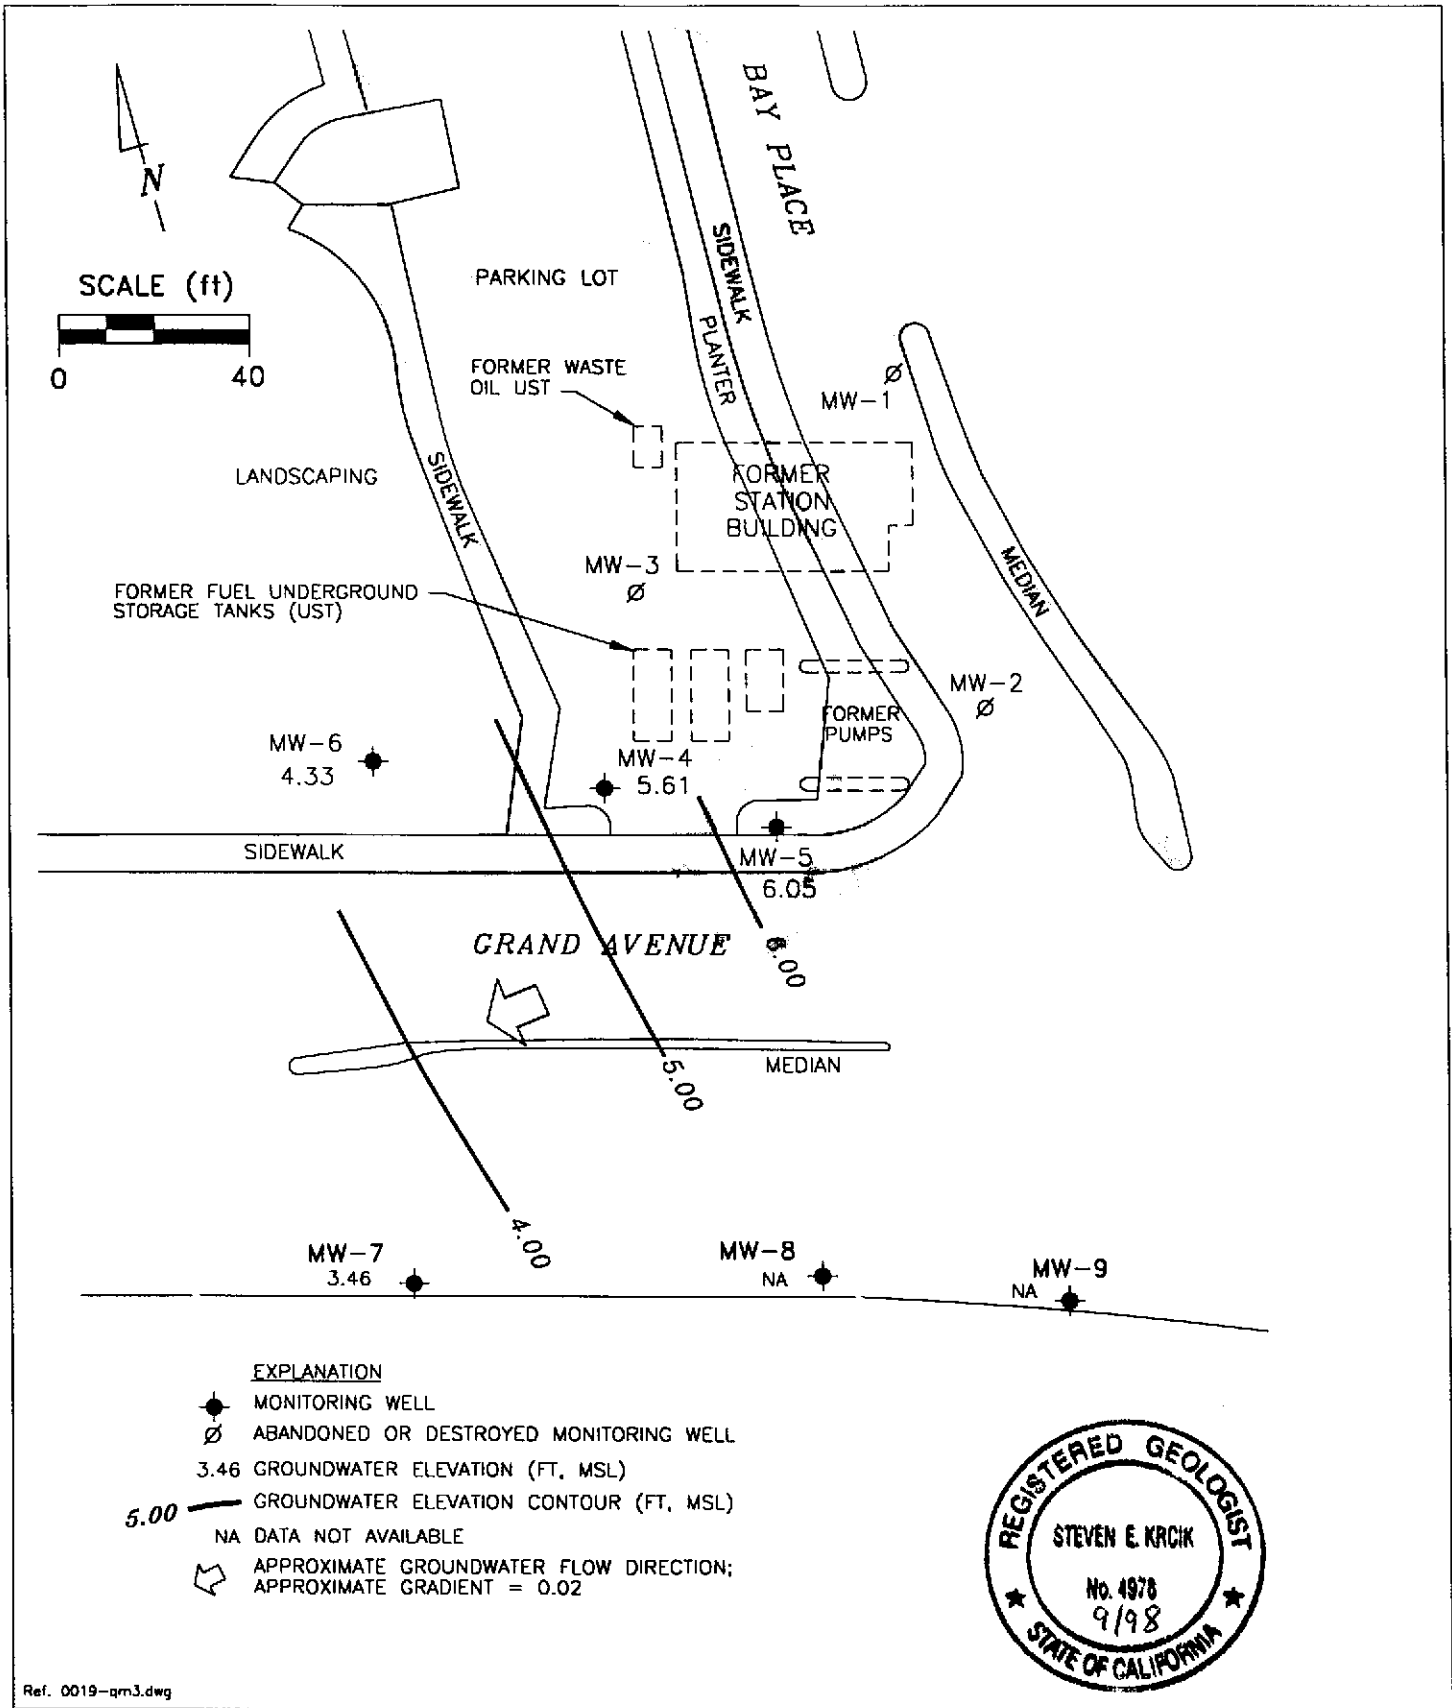 BAY PLACE
N
SCALE (ft)
0 40
PARKING LOT
SIDEWALK
PLANTER
FORMER WASTE
OIL UST
MW-1
LANDSCAPING
SIDEWALK
FORMER
STATION
BUILDING
MEDIAN
MW-3
FORMER FUEL UNDERGROUND
STORAGE TANKS (UST)
MW-2
FORMER
PUMPS
MW-6
4.33
MW-4
5.61
SIDEWALK
MW-5
6.05
GRAND AVENUE
6.00
MEDIAN
5.00
4.00
MW-7
3.46
MW-8
NA
MW-9
NA
EXPLANATION
MONITORING WELL
ABANDONED OR DESTROYED MONITORING WELL
3.46 GROUNDWATER ELEVATION (FT, MSL)
5.00 GROUNDWATER ELEVATION CONTOUR (FT, MSL)
NA DATA NOT AVAILABLE
APPROXIMATE GROUNDWATER FLOW DIRECTION;
APPROXIMATE GRADIENT = 0.02
REGISTERED GEOLOGIST
STEVEN E. KRCIK
No. 4978
9/98
STATE OF CALIFORNIA
Ref. 0019-qm3.dwg